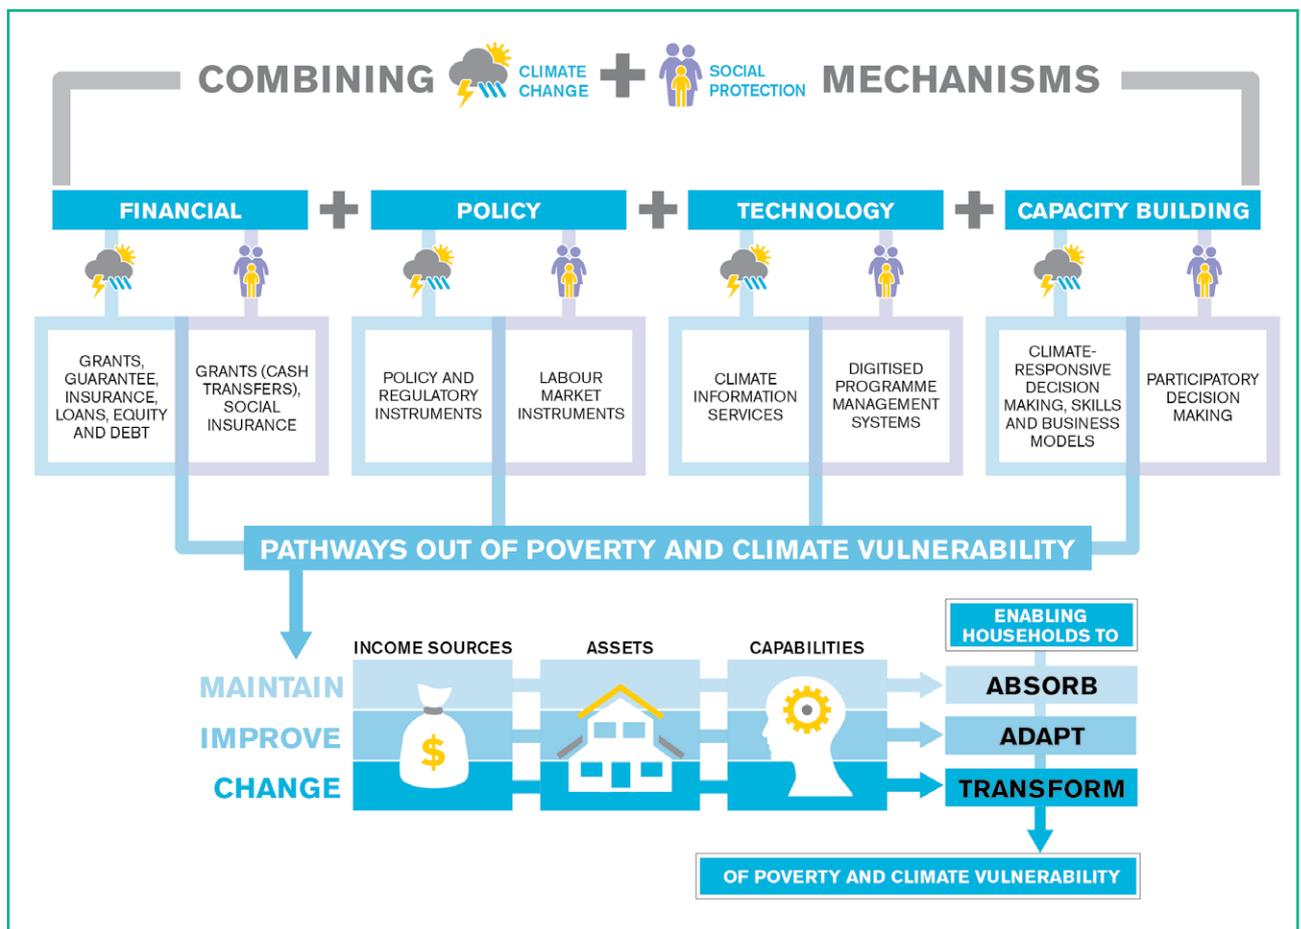 COMBINING CLIMATE CHANGE + SOCIAL PROTECTION MECHANISMS
FINANCIAL + POLICY + TECHNOLOGY + CAPACITY BUILDING
GRANTS,
GUARANTEE,
INSURANCE,
LOANS, EQUITY
AND DEBT
GRANTS (CASH
TRANSFERS),
SOCIAL
INSURANCE
POLICY AND
REGULATORY
INSTRUMENTS
LABOUR
MARKET
INSTRUMENTS
CLIMATE
INFORMATION
SERVICES
DIGITISED
PROGRAMME
MANAGEMENT
SYSTEMS
CLIMATE-
RESPONSIVE
DECISION
MAKING, SKILLS
AND BUSINESS
MODELS
PARTICIPATORY
DECISION
MAKING
PATHWAYS OUT OF POVERTY AND CLIMATE VULNERABILITY
INCOME SOURCES
ASSETS
CAPABILITIES
MAINTAIN
IMPROVE
CHANGE
$
ENABLING
HOUSEHOLDS TO
ABSORB
ADAPT
TRANSFORM
OF POVERTY AND CLIMATE VULNERABILITY